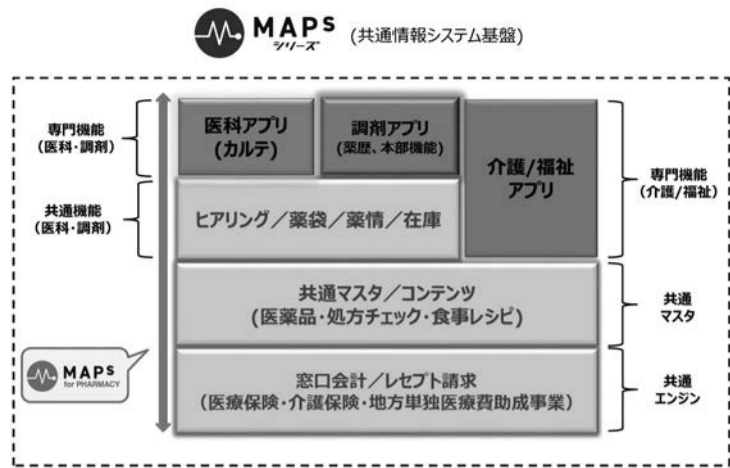 MAPs
シリーズ
(共通情報システム基盤)
専門機能
(医科・調剤)
医科アプリ
(カルテ)
調剤アプリ
(薬歴、本部機能)
介護/福祉
アプリ
専門機能
(介護/福祉)
共通機能
(医科・調剤)
ヒアリング／薬袋／薬情／在庫
共通マスタ／コンテンツ
(医薬品・処方チェック・食事レシピ)
共通
マスタ
MAPs
for PHARMACY
窓口会計／レセプト請求
(医療保険・介護保険・地方単独医療費助成事業)
共通
エンジン